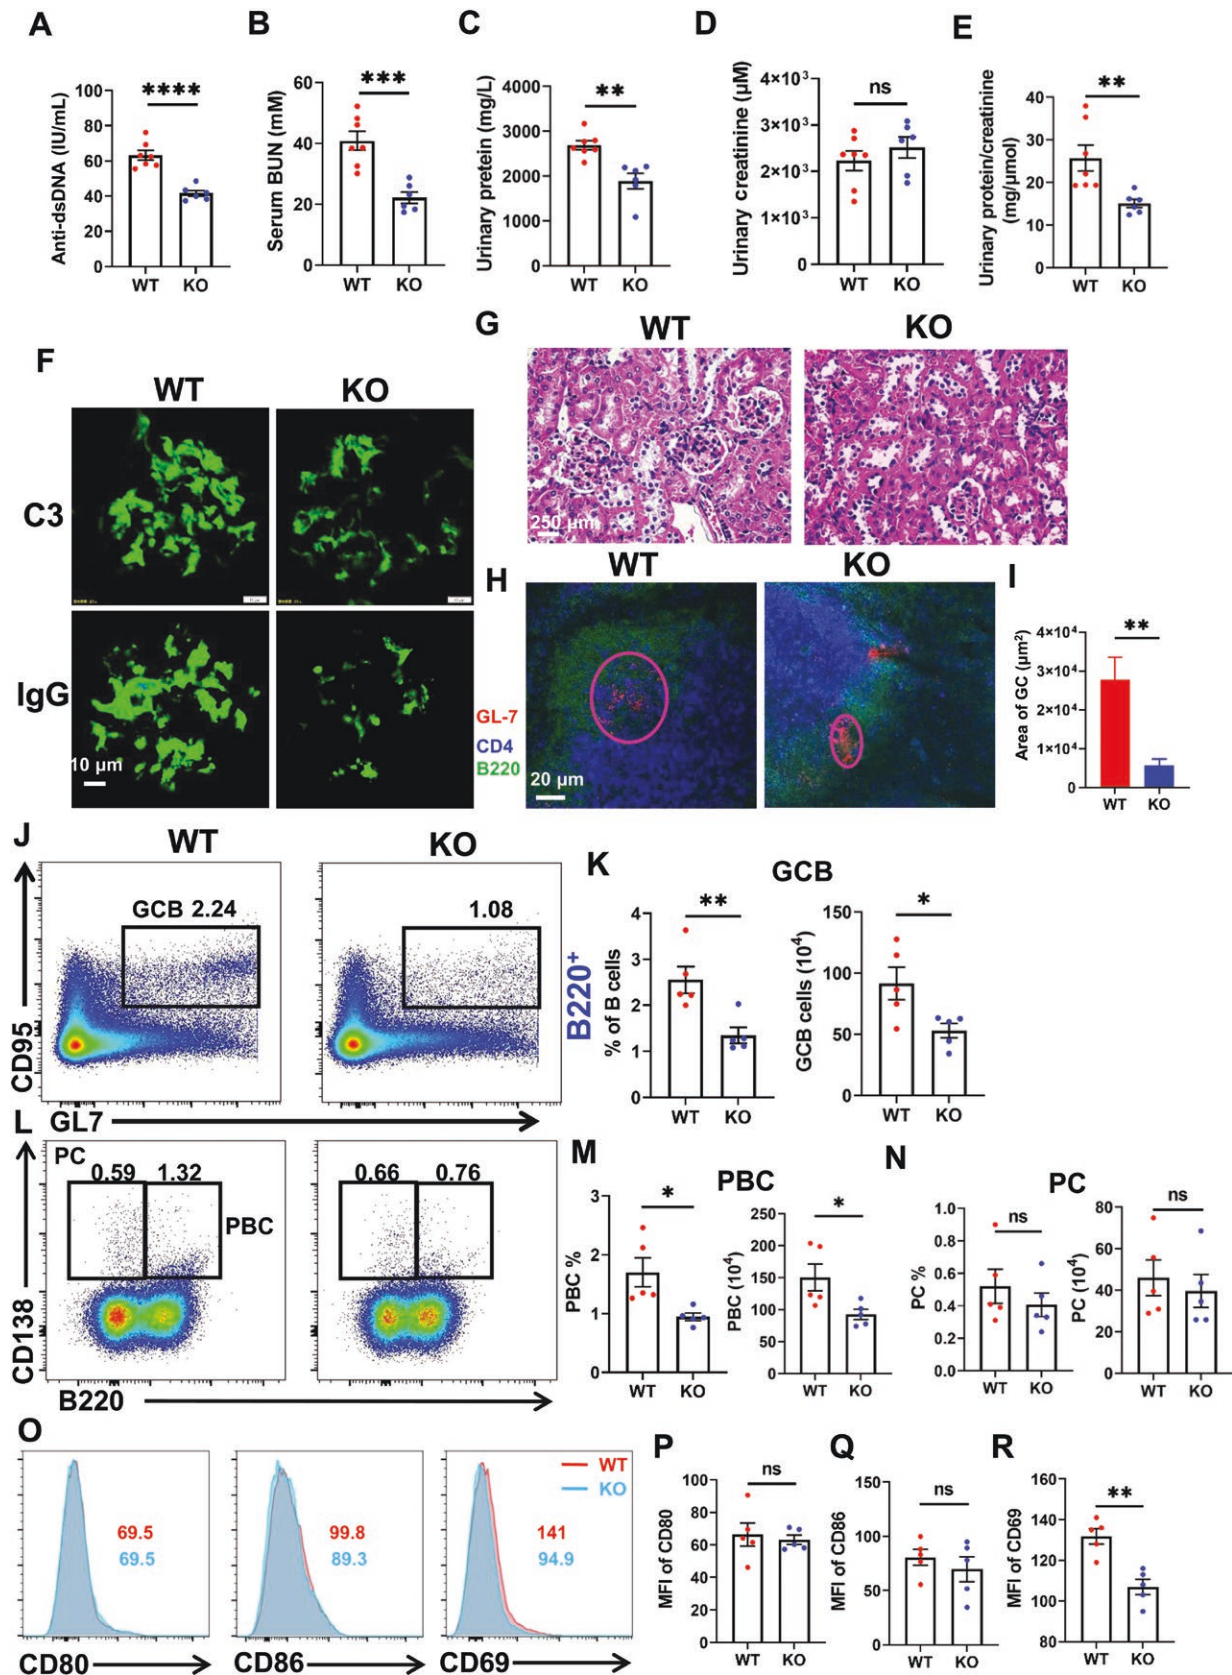 A
Anti-dsDNA (IU/mL)
100
80
60
40
20
0
****
WT KO
B
Serum BUN (mM)
60
40
20
0
***
WT KO
C
Urinary pretein (mg/L)
4000
3000
2000
1000
0
**
WT KO
D
Urinary creatinine (µM)
4×10³
3×10³
2×10³
1×10³
0
ns
WT KO
E
Urinary protein/creatinine
(mg/µmol)
40
30
20
10
0
**
WT KO
F
WT KO
C3
IgG
10 µm
G
WT KO
250 µm
H
WT KO
GL-7
CD4
B220
20 µm
I
Area of GC (µm²)
4×10⁴
3×10⁴
2×10⁴
1×10⁴
0
**
WT KO
J
WT KO
GCB 2.24
1.08
CD95
GL7
B220⁺
K
GCB
% of B cells
4
3
2
1
0
**
WT KO
GCB cells (10⁴)
150
100
50
0
*
WT KO
L
PC
0.59 1.32
PBC
0.66 0.76
CD138
B220
M
PBC
PBC %
3
2
1
0
*
WT KO
PBC (10⁴)
250
200
150
100
50
0
*
WT KO
N
PC
PC %
1.0
0.8
0.6
0.4
0.2
0.0
ns
WT KO
PC (10⁴)
80
60
40
20
0
ns
WT KO
O
69.5
69.5
CD80
99.8
89.3
CD86
WT
KO
141
94.9
CD69
P
MFI of CD80
100
80
60
40
20
0
ns
WT KO
Q
MFI of CD86
150
100
50
0
ns
WT KO
R
MFI of CD69
160
140
120
100
80
**
WT KO